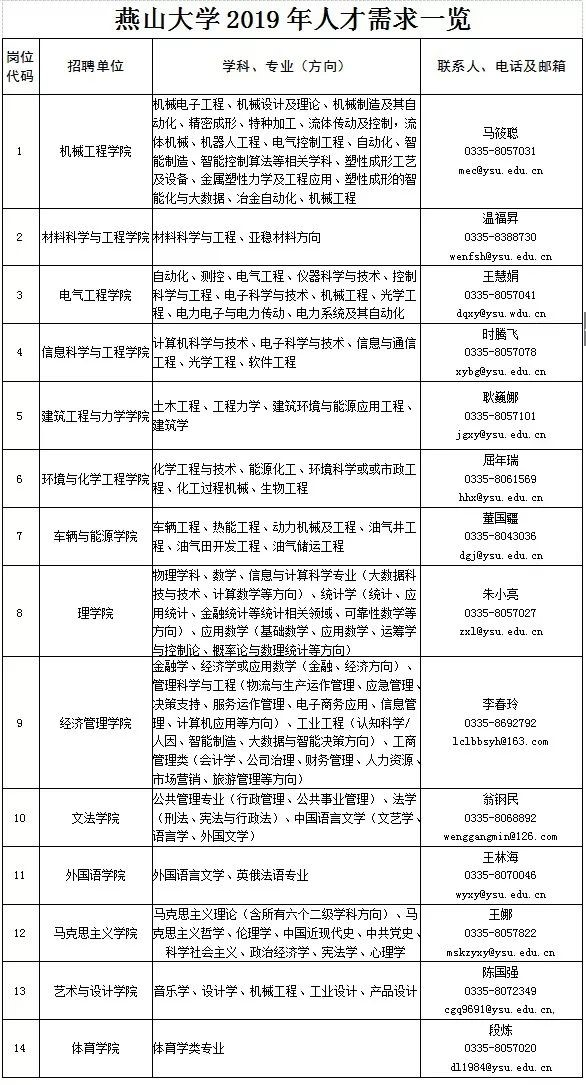 燕山大学2019年人才需求一览
岗位
代码
招聘单位
学科、专业（方向）
联系人、电话及邮箱
1
机械工程学院
机械电子工程、机械设计及理论、机械制造及其自
动化、精密成形、特种加工、流体传动及控制，流
体机械、机器人工程、电气控制工程、自动化、智
能制造、智能控制算法等相关学科、塑性成形工艺
及设备、金属塑性力学及工程应用、塑性成形的智
能化与大数据、冶金自动化、机械工程
马筱聪
0335-8057031
mec@ysu.edu.cn
2
材料科学与工程学院
材料科学与工程、亚稳材料方向
温福昇
0335-8388730
wenfsh@ysu.edu.cn
3
电气工程学院
自动化、测控、电气工程、仪器科学与技术、控制
科学与工程、电子科学与技术、机械工程、光学工
程、电力电子与电力传动、电力系统及其自动化
王慧娟
0335-8057041
dqxy@ysu.wdu.cn
4
信息科学与工程学院
计算机科学与技术、电子科学与技术、信息与通信
工程、光学工程、软件工程
时腾飞
0335-8057078
xybg@ysu.edu.cn
5
建筑工程与力学学院
土木工程、工程力学、建筑环境与能源应用工程、
建筑学
耿巍娜
0335-8057101
jgxy@ysu.edu.cn
6
环境与化学工程学院
化学工程与技术、能源化工、环境科学或或市政工
程、化工过程机械、生物工程
屈年瑞
0335-8061569
hhx@ysu.edu.cn
7
车辆与能源学院
车辆工程、热能工程、动力机械及工程、油气井工
程、油气田开发工程、油气储运工程
董国疆
0335-8043036
dgj@ysu.edu.cn
8
理学院
物理学科、数学、信息与计算科学专业（大数据科
技与技术、计算数学等方向）、统计学（统计、应
用统计、金融统计等统计相关领域、可靠性数学等
方向）、应用数学（基础数学、应用数学、运筹学
与控制论、概率论与数理统计等方向）
朱小亮
0335-8057027
zxl@ysu.edu.cn
9
经济管理学院
金融学、经济学或应用数学（金融、经济方向）、
管理科学与工程（物流与生产运作管理、应急管理、
决策支持、服务运作管理、电子商务应用、信息管
理、计算机应用等方向）、工业工程（认知科学/
人因、智能制造、大数据与智能决策方向）、工商
管理类（会计学、公司治理、财务管理、人力资源、
市场营销、旅游管理等方向）
李春玲
0335-8692792
lclbbsyh@163.com
10
文法学院
公共管理专业（行政管理、公共事业管理）、法学
（刑法、宪法与行政法）、中国语言文学（文艺学、
语言学、外国文学）
翁钢民
0335-8068892
wenggangmin@126.com
11
外国语学院
外国语言文学、英俄法语专业
王林海
0335-8070046
wyxy@ysu.edu.cn
12
马克思主义学院
马克思主义理论（含所有六个二级学科方向）、马
克思主义哲学、伦理学、中国近现代史、中共党史、
科学社会主义、政治经济学、宪法学、心理学
王娜
0335-8057822
mskzyxy@ysu.edu.cn
13
艺术与设计学院
音乐学、设计学、机械工程、工业设计、产品设计
陈国强
0335-8072349
cgq9691@ysu.edu.cn,
14
体育学院
体育学类专业
段炼
0335-8057020
dl1984@ysu.edu.cn